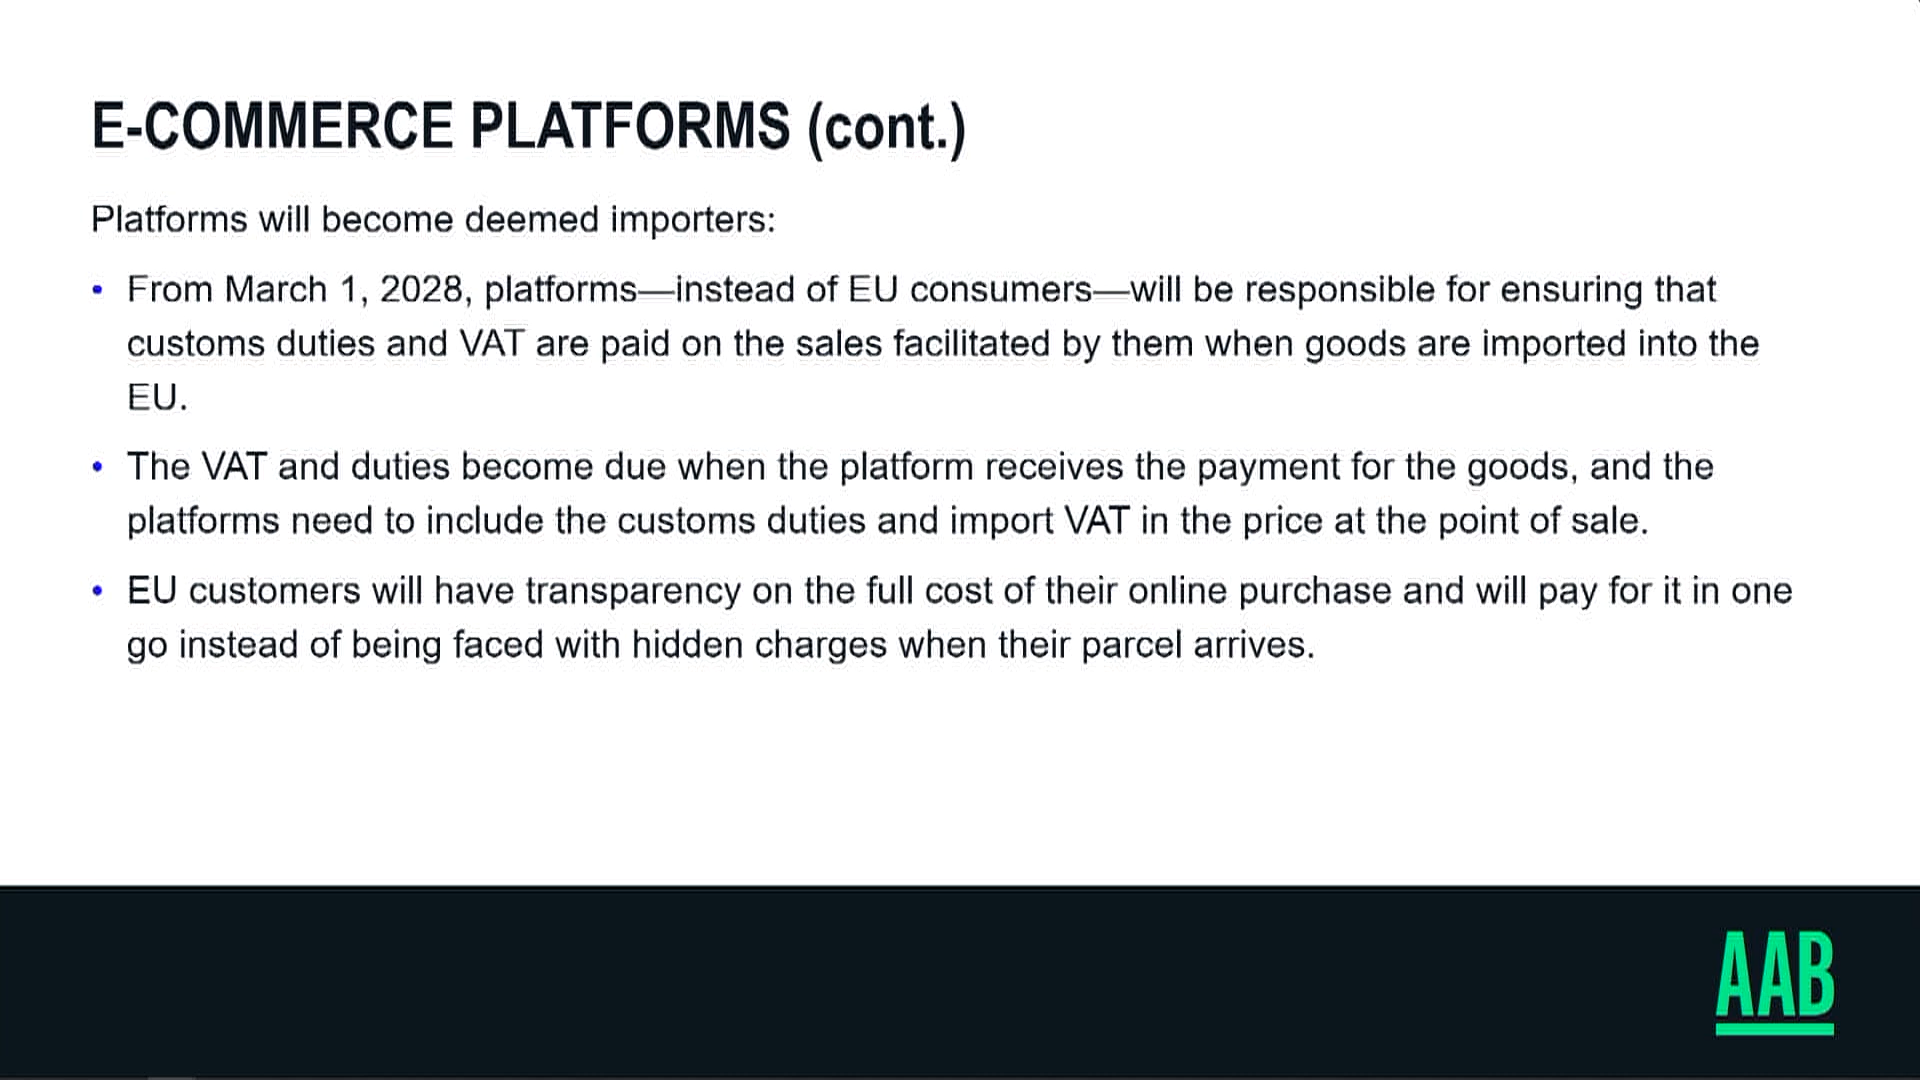 E-COMMERCE PLATFORMS (cont.)
Platforms will become deemed importers:
• From March 1, 2028, platforms—instead of EU consumers—will be responsible for ensuring that
customs duties and VAT are paid on the sales facilitated by them when goods are imported into the
EU.
• The VAT and duties become due when the platform receives the payment for the goods, and the
platforms need to include the customs duties and import VAT in the price at the point of sale.
• EU customers will have transparency on the full cost of their online purchase and will pay for it in one
go instead of being faced with hidden charges when their parcel arrives.
AAB